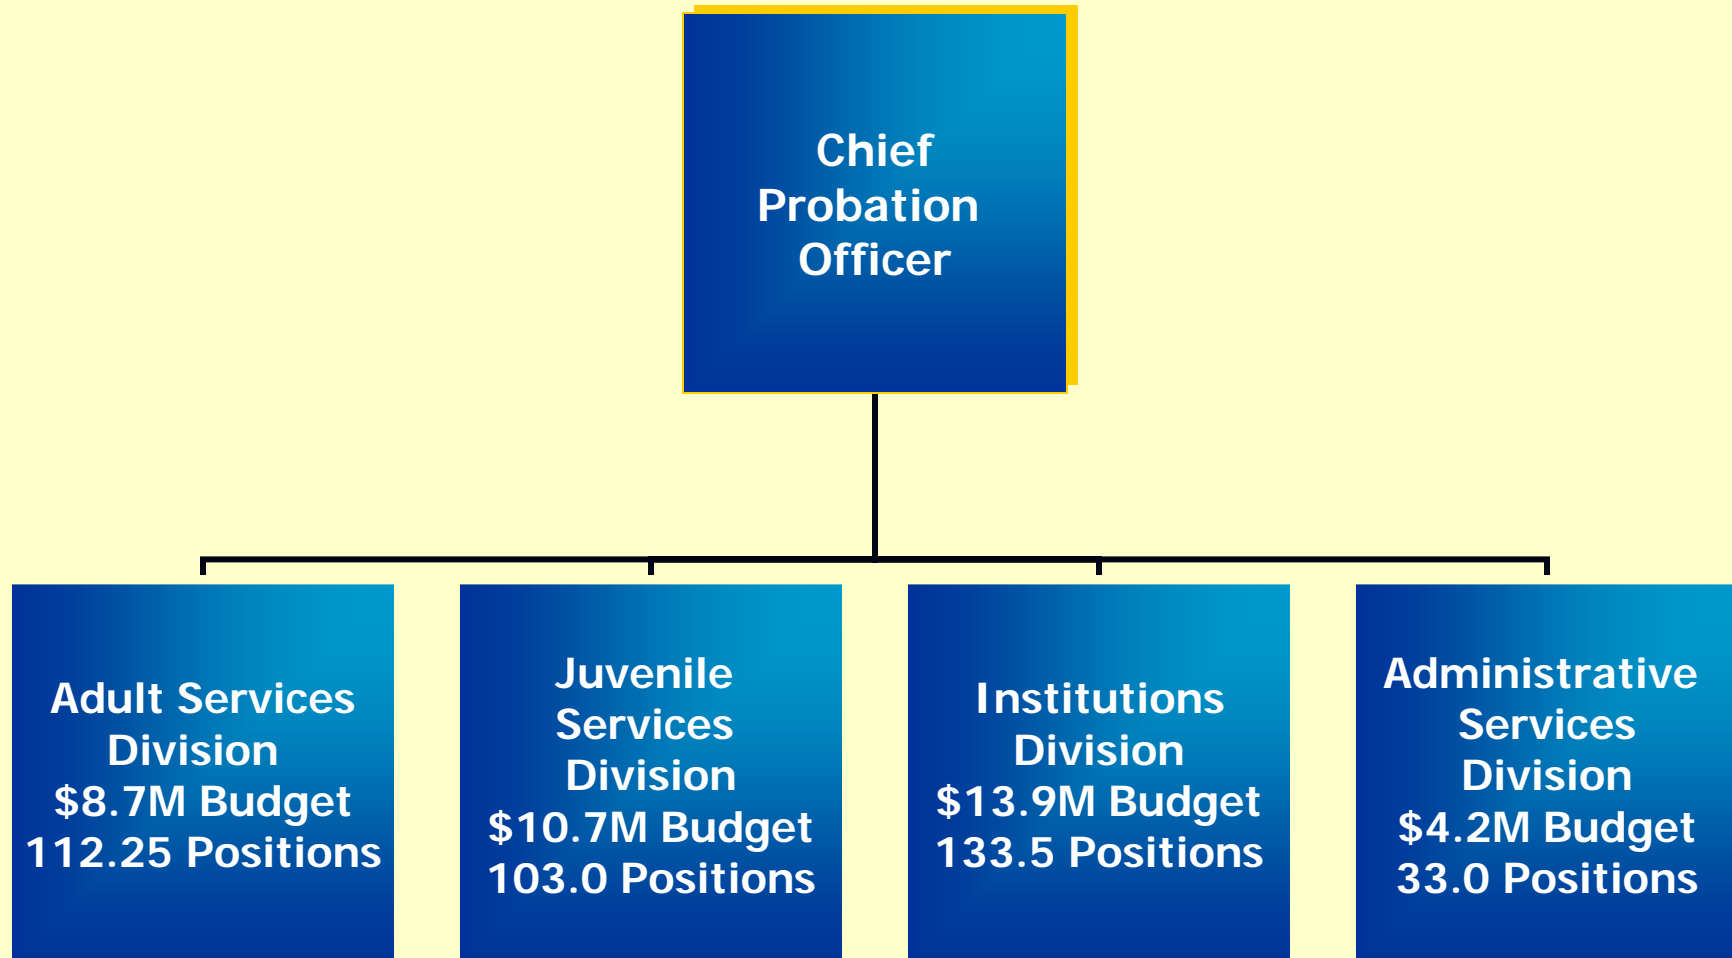 Chief
Probation
Officer
Adult Services
Division
$8.7M Budget
112.25 Positions
Juvenile
Services
Division
$10.7M Budget
103.0 Positions
Institutions
Division
$13.9M Budget
133.5 Positions
Administrative
Services
Division
$4.2M Budget
33.0 Positions